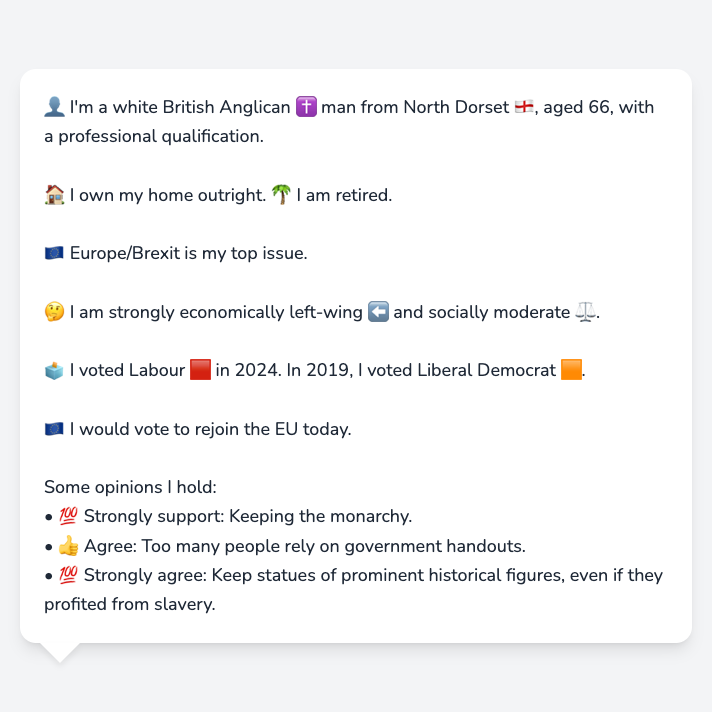 👤 I'm a white British Anglican ✝️ man from North Dorset 🏴󠁧󠁢󠁥󠁮󠁧󠁿, aged 66, with
a professional qualification.
🏠 I own my home outright. 🌴 I am retired.
🇪🇺 Europe/Brexit is my top issue.
🤔 I am strongly economically left-wing ⬅️ and socially moderate ⚖️.
🗳️ I voted Labour 🟥 in 2024. In 2019, I voted Liberal Democrat 🟧.
🇪🇺 I would vote to rejoin the EU today.
Some opinions I hold:
• 💯 Strongly support: Keeping the monarchy.
• 👍 Agree: Too many people rely on government handouts.
• 💯 Strongly agree: Keep statues of prominent historical figures, even if they
profited from slavery.